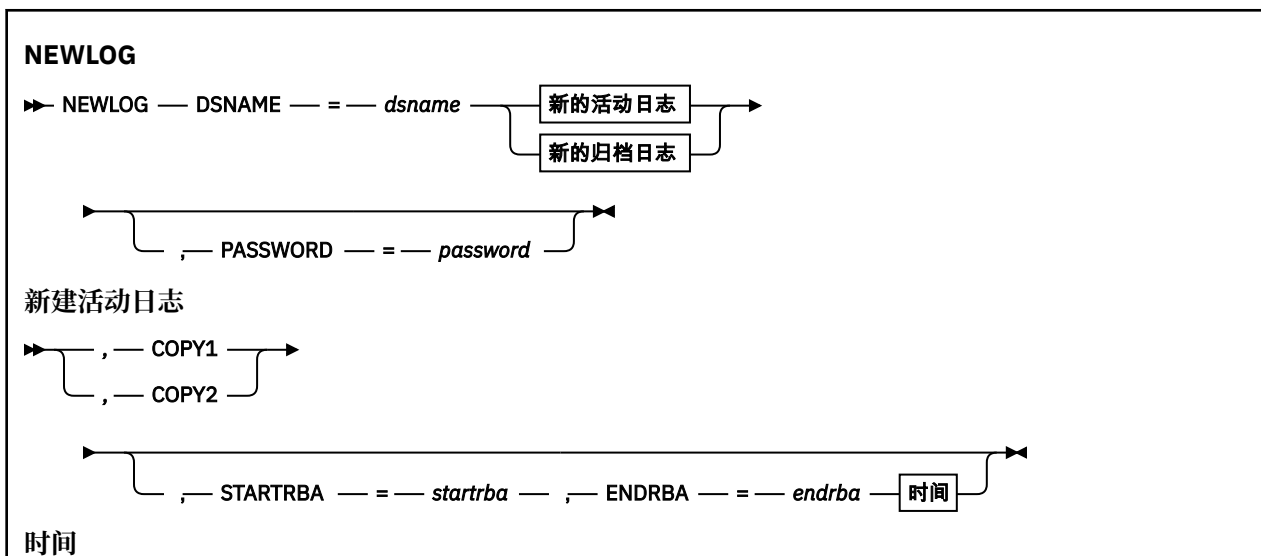 NEWLOG
NEWLOG DSNAME = dsname 新的活动日志
新的归档日志
, PASSWORD = password
新建活动日志
, COPY1
, COPY2
, STARTRBA = startrba , ENDRBA = endrba 时间
时间